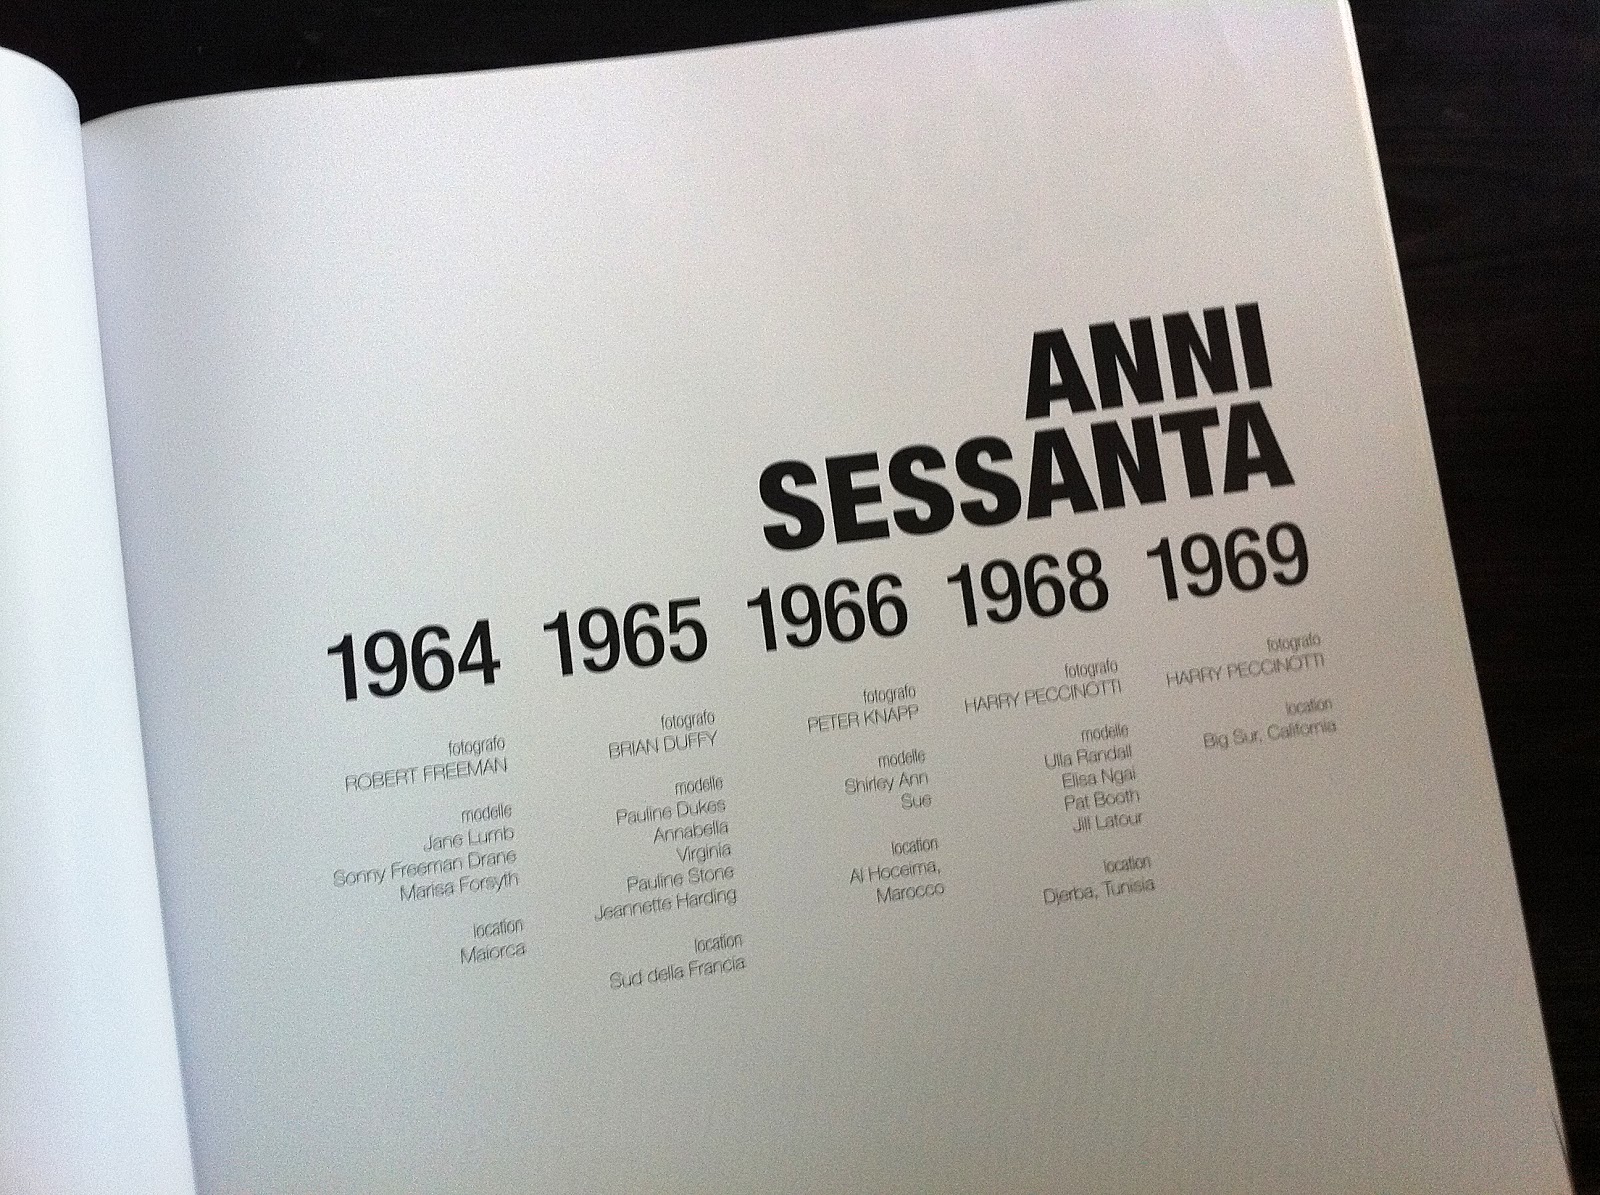 ANNI
SESSANTA
1964 1965 1966 1968 1969
fotografo
ROBERT FREEMAN
modelle
Jane Lumb
Sonny Freeman Drane
Marisa Forsyth
location
Maiorca
fotografo
BRIAN DUFFY
modelle
Pauline Dukes
Annabella
Virginia
Pauline Stone
Jeannette Harding
location
Sud della Francia
fotografo
PETER KNAPP
modelle
Shirley Ann
Sue
location
Al Hoceima,
Marocco
fotografo
HARRY PECCINOTTI
modelle
Ulla Randall
Elisa Ngai
Pat Booth
Jill Latour
location
Djerba, Tunisia
fotografo
HARRY PECCINOTTI
location
Big Sur, California